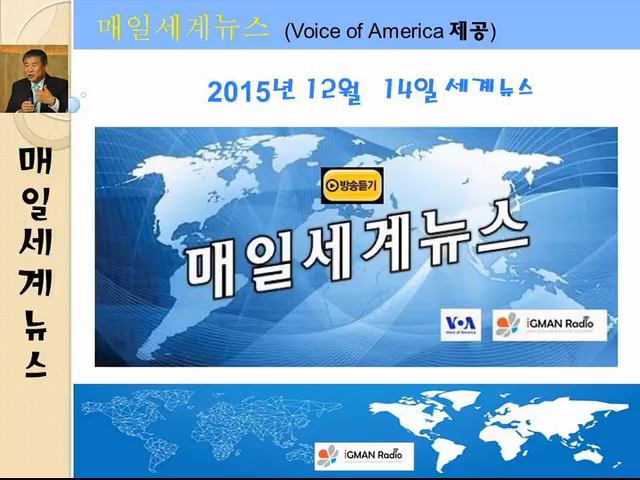 매일세계뉴스 (Voice of America 제공)
2015년 12월 14일 세계뉴스
매일세계뉴스
방송듣기
매일세계뉴스
VOA
Voice of America
iGMAN Radio
iGMAN Radio